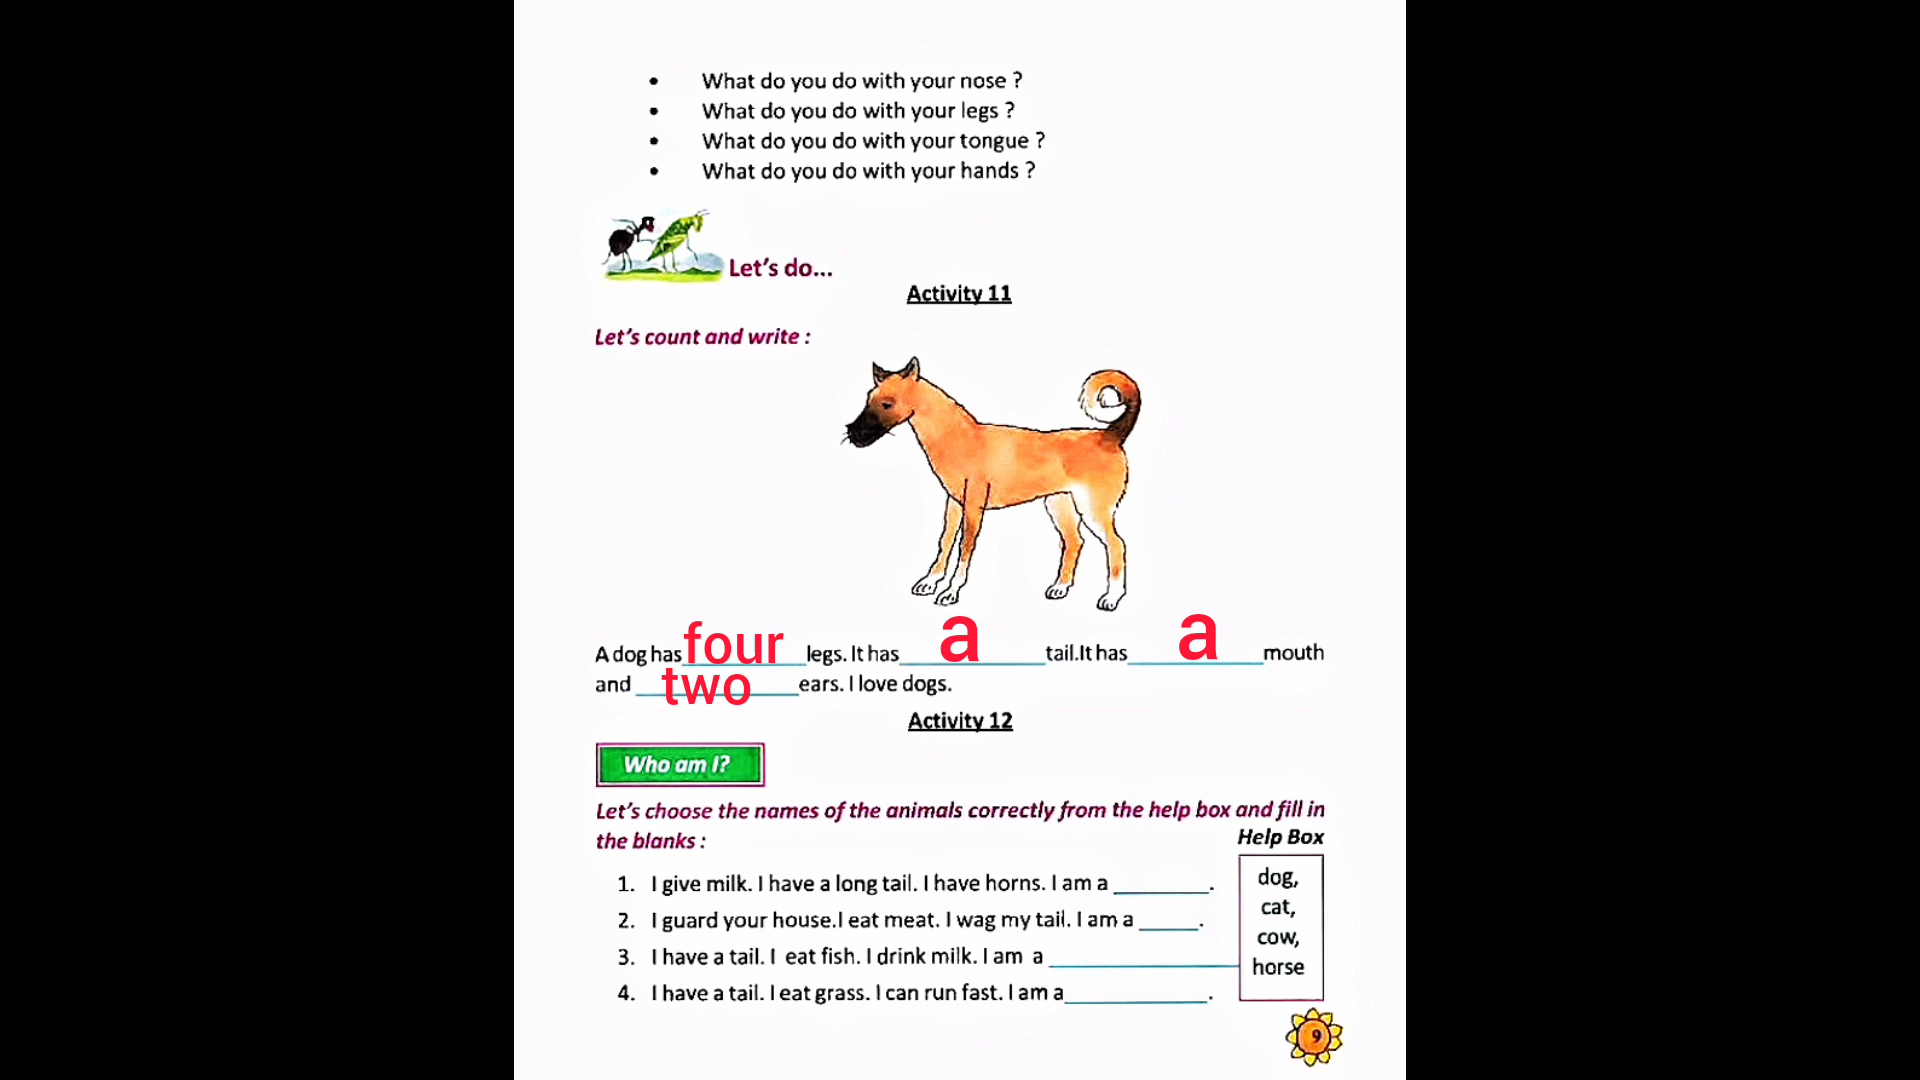 • What do you do with your nose ?
• What do you do with your legs ?
• What do you do with your tongue ?
• What do you do with your hands ?
Let's do...
Activity 11
Let's count and write :
A dog has four legs. It has a tail.It has a mouth
and two ears. I love dogs.
Activity 12
Who am I?
Let's choose the names of the animals correctly from the help box and fill in
the blanks :
Help Box
1. I give milk. I have a long tail. I have horns. I am a ________.
2. I guard your house.I eat meat. I wag my tail. I am a _____.
3. I have a tail. I eat fish. I drink milk. I am a ________________
4. I have a tail. I eat grass. I can run fast. I am a____________.
dog,
cat,
cow,
horse
9